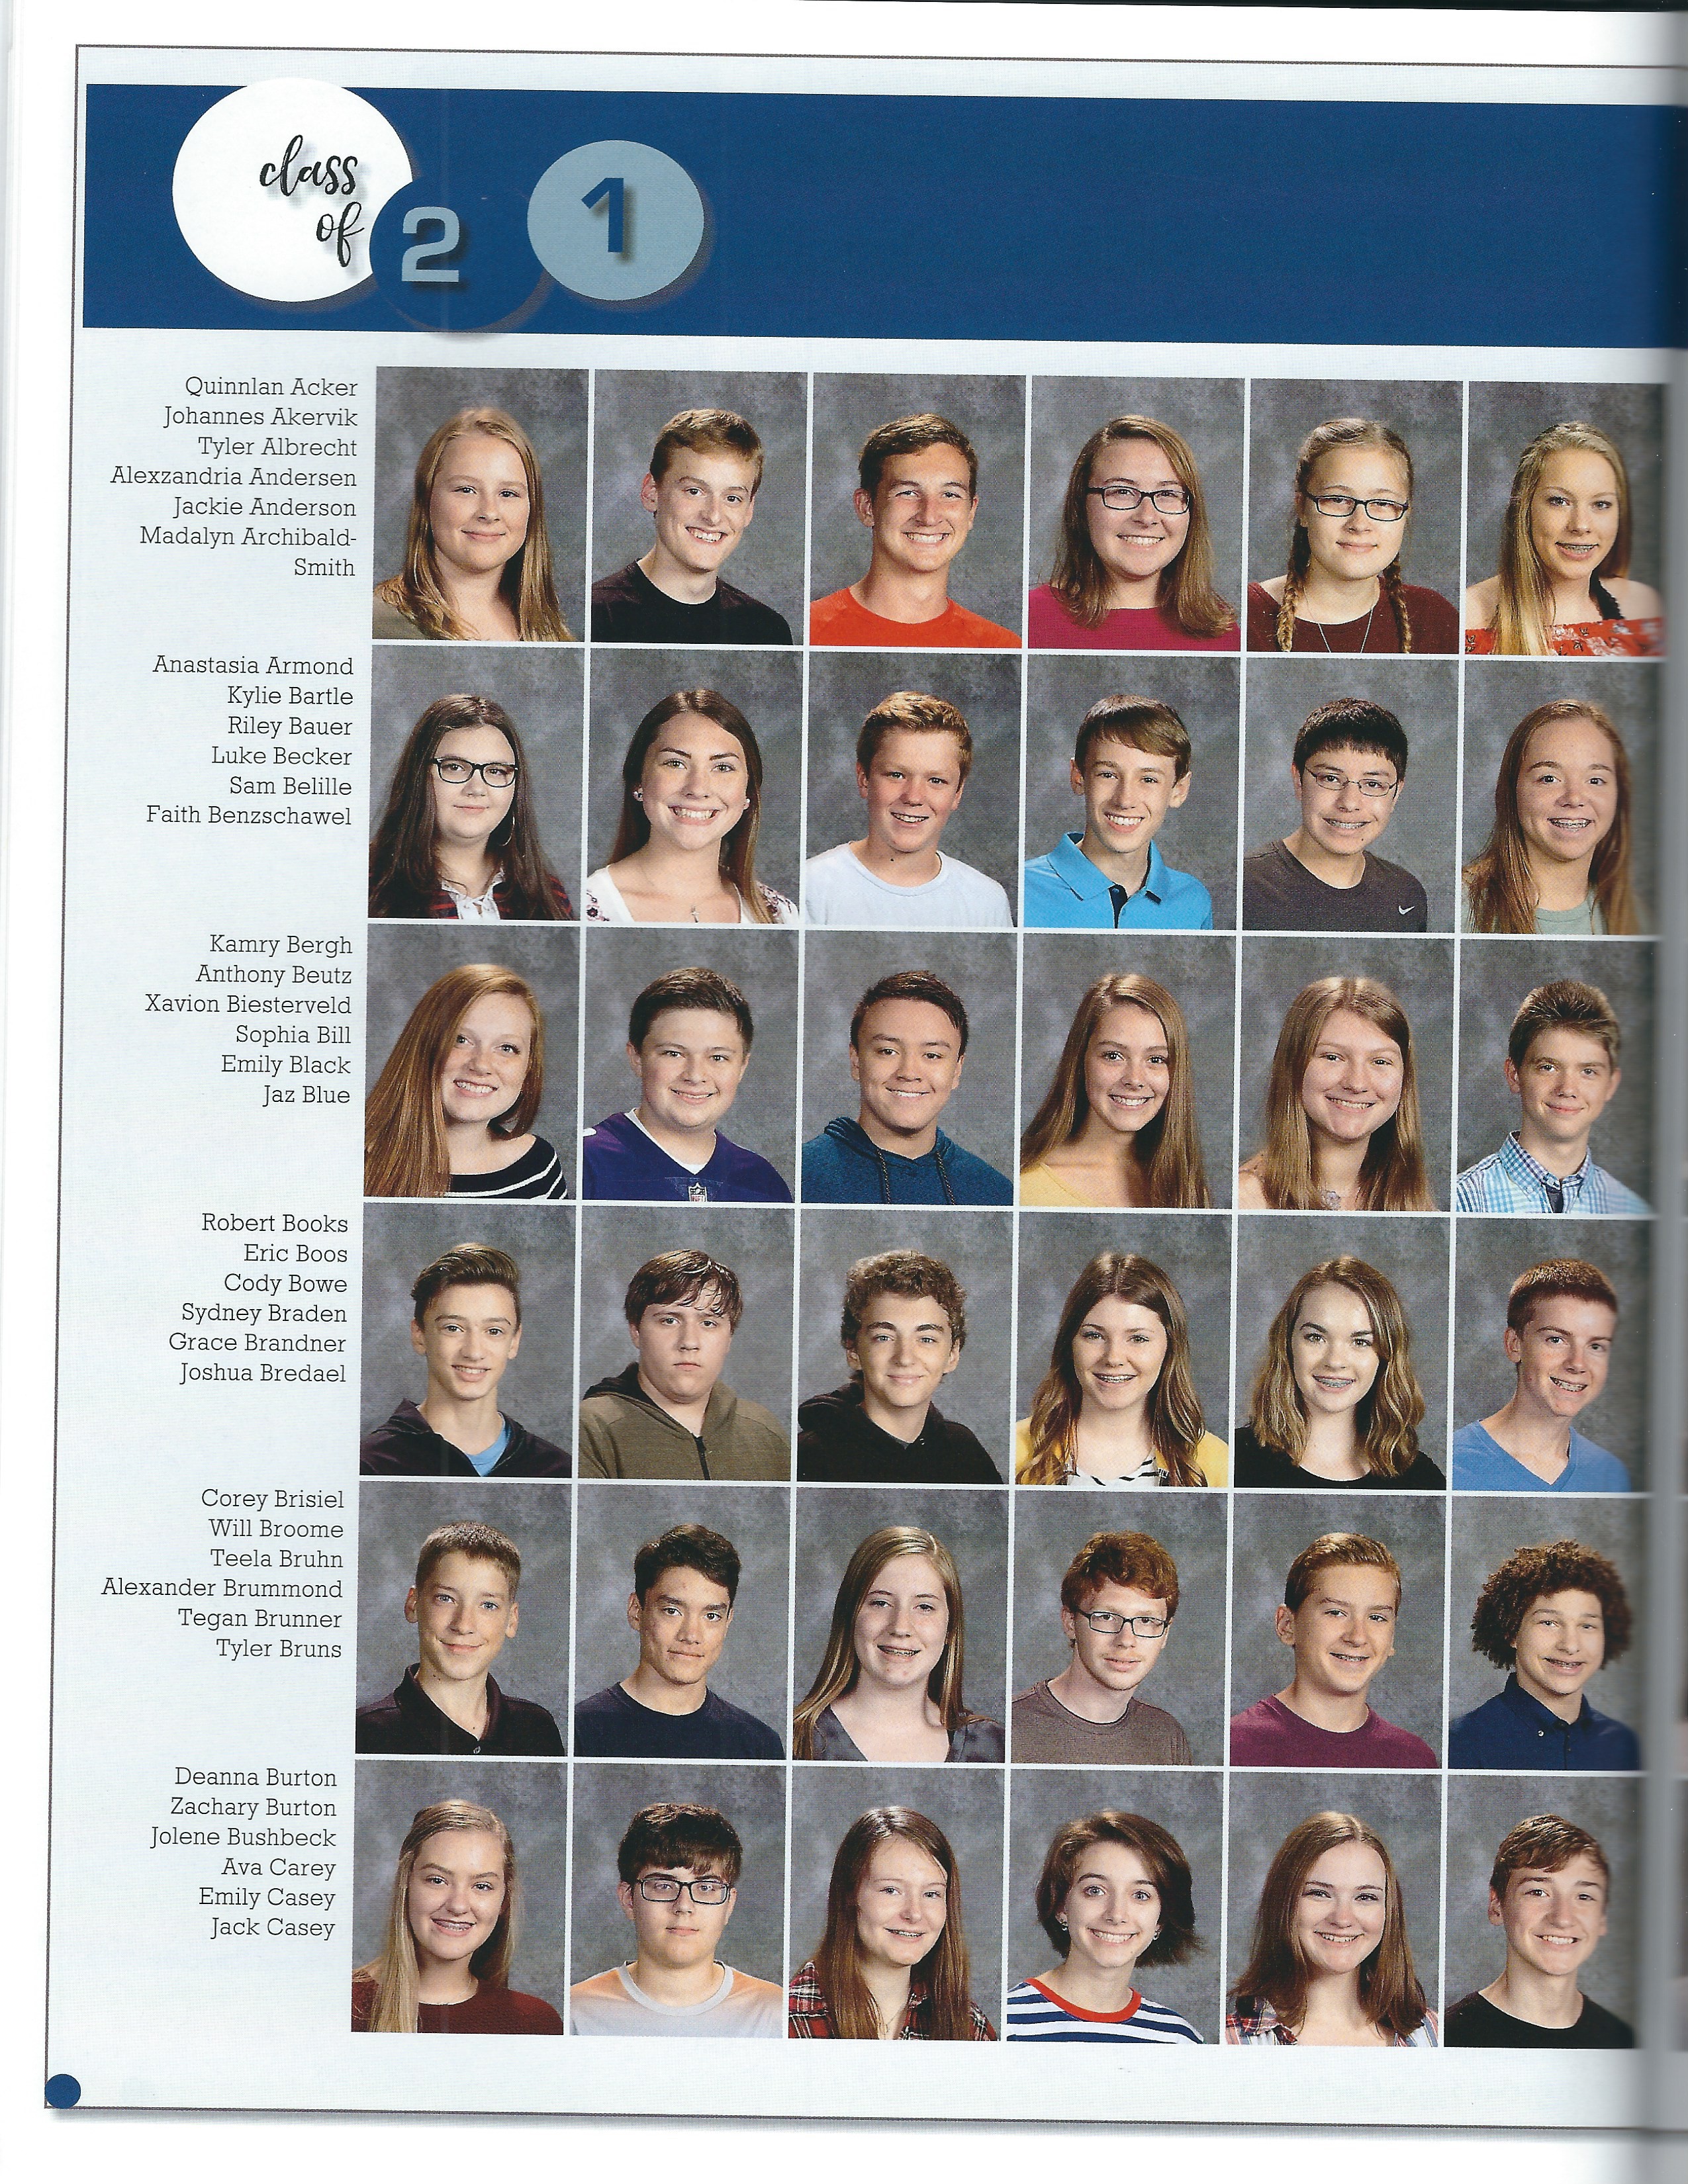 class
of
2 1
Quinnlan Acker
Johannes Akervik
Tyler Albrecht
Alexzandria Andersen
Jackie Anderson
Madalyn Archibald-
Smith
Anastasia Armond
Kylie Bartle
Riley Bauer
Luke Becker
Sam Belille
Faith Benzschawel
Kamry Bergh
Anthony Beutz
Xavion Biesterveld
Sophia Bill
Emily Black
Jaz Blue
NFL
Robert Books
Eric Boos
Cody Bowe
Sydney Braden
Grace Brandner
Joshua Bredael
Corey Brisiel
Will Broome
Teela Bruhn
Alexander Brummond
Tegan Brunner
Tyler Bruns
Deanna Burton
Zachary Burton
Jolene Bushbeck
Ava Carey
Emily Casey
Jack Casey